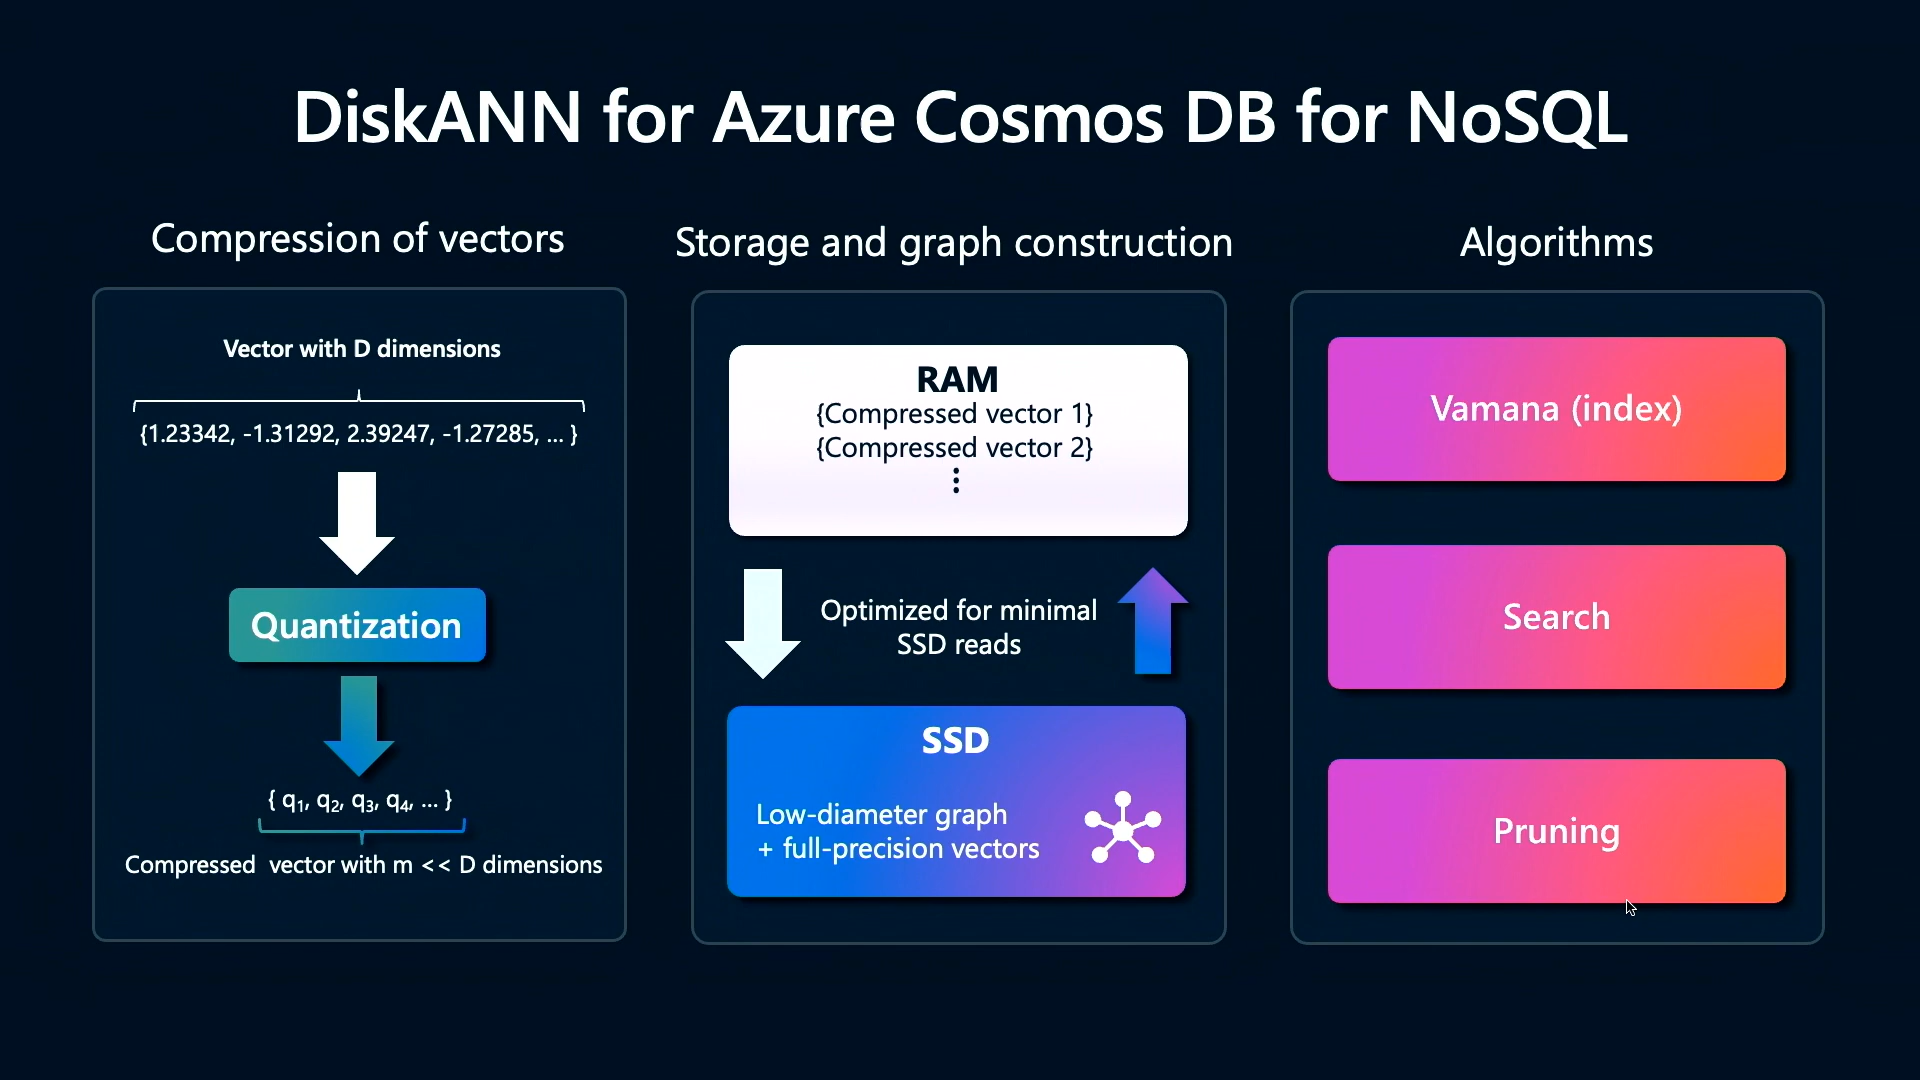 DiskANN for Azure Cosmos DB for NoSQL
Compression of vectors
Vector with D dimensions
{1.23342, -1.31292, 2.39247, -1.27285, ... }
Quantization
{ q₁, q₂, q₃, q₄, ... }
Compressed  vector with m << D dimensions
Storage and graph construction
RAM
{Compressed vector 1}
{Compressed vector 2}
⋮
Optimized for minimal
SSD reads
SSD
Low-diameter graph
+ full-precision vectors
Algorithms
Vamana (index)
Search
Pruning